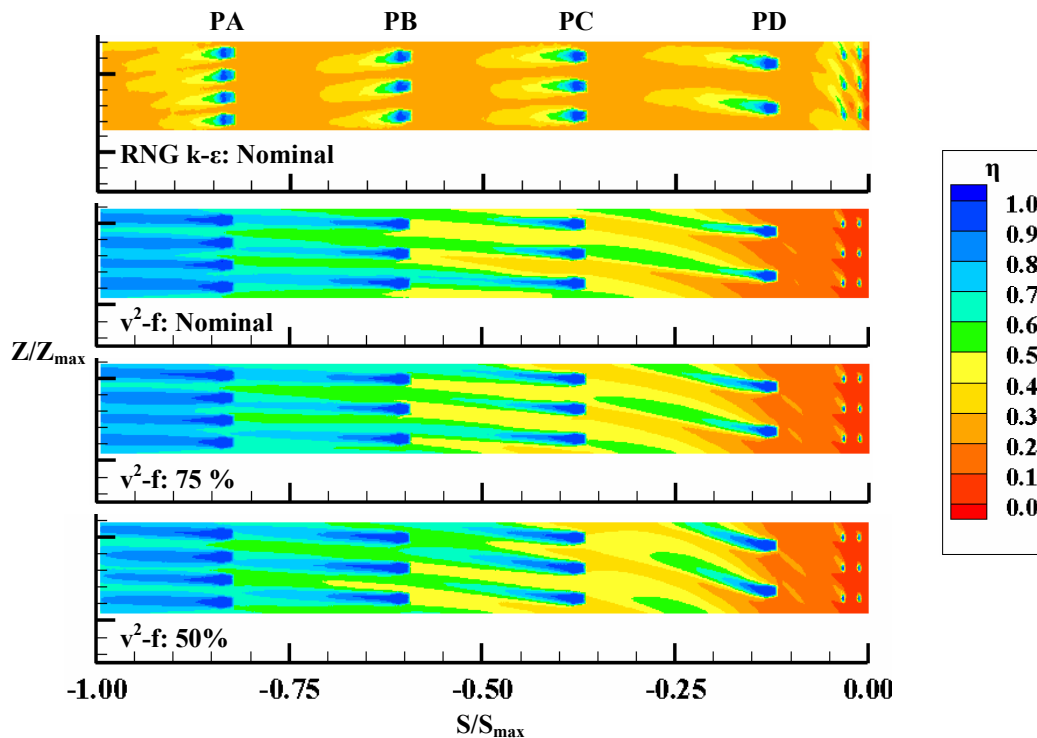 PA PB PC PD
RNG k-ε: Nominal
v²-f: Nominal
Z/Zmax
v²-f: 75 %
v²-f: 50%
-1.00 -0.75 -0.50 -0.25 0.00
S/Smax
η
1.0
0.9
0.8
0.7
0.6
0.5
0.4
0.3
0.2
0.1
0.0